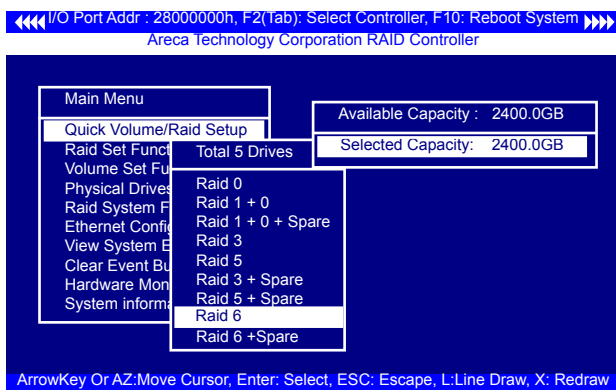 I/O Port Addr : 28000000h, F2(Tab): Select Controller, F10: Reboot System
Areca Technology Corporation RAID Controller
Main Menu
Quick Volume/Raid Setup
Raid Set Funct
Volume Set Fu
Physical Drives
Raid System F
Ethernet Config
View System E
Clear Event Bu
Hardware Mon
System informa
Total 5 Drives
Raid 0
Raid 1 + 0
Raid 1 + 0 + Spare
Raid 3
Raid 5
Raid 3 + Spare
Raid 5 + Spare
Raid 6
Raid 6 +Spare
Available Capacity : 2400.0GB
Selected Capacity: 2400.0GB
ArrowKey Or AZ:Move Cursor, Enter: Select, ESC: Escape, L:Line Draw, X: Redraw